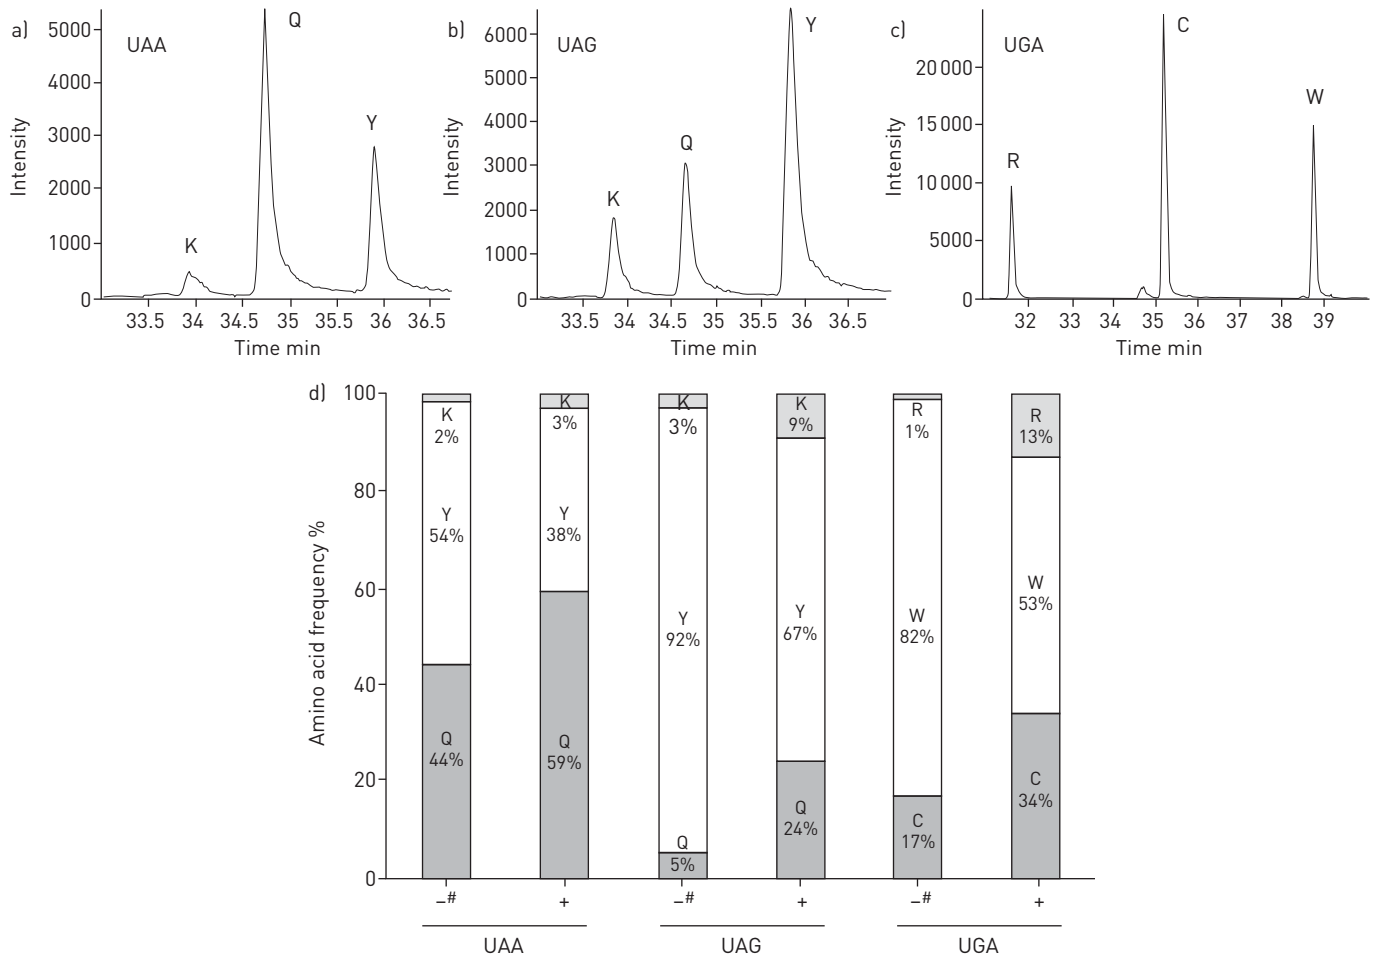 a)
UAA
Intensity
5000
4000
3000
2000
1000
0
K
Q
Y
33.5 34 34.5 35 35.5 36 36.5
Time min
b)
UAG
Intensity
6000
5000
4000
3000
2000
1000
0
K
Q
Y
33.5 34 34.5 35 35.5 36 36.5
Time min
c)
UGA
Intensity
20 000
15 000
10 000
5000
0
R
C
W
32 33 34 35 36 37 38 39
Time min
d)
Amino acid frequency %
100
80
60
40
20
0
K
2%
Y
54%
Q
44%
K
3%
Y
38%
Q
59%
K
3%
Y
92%
Q
5%
K
9%
Y
67%
Q
24%
R
1%
W
82%
C
17%
R
13%
W
53%
C
34%
–# + –# + –# +
UAA UAG UGA